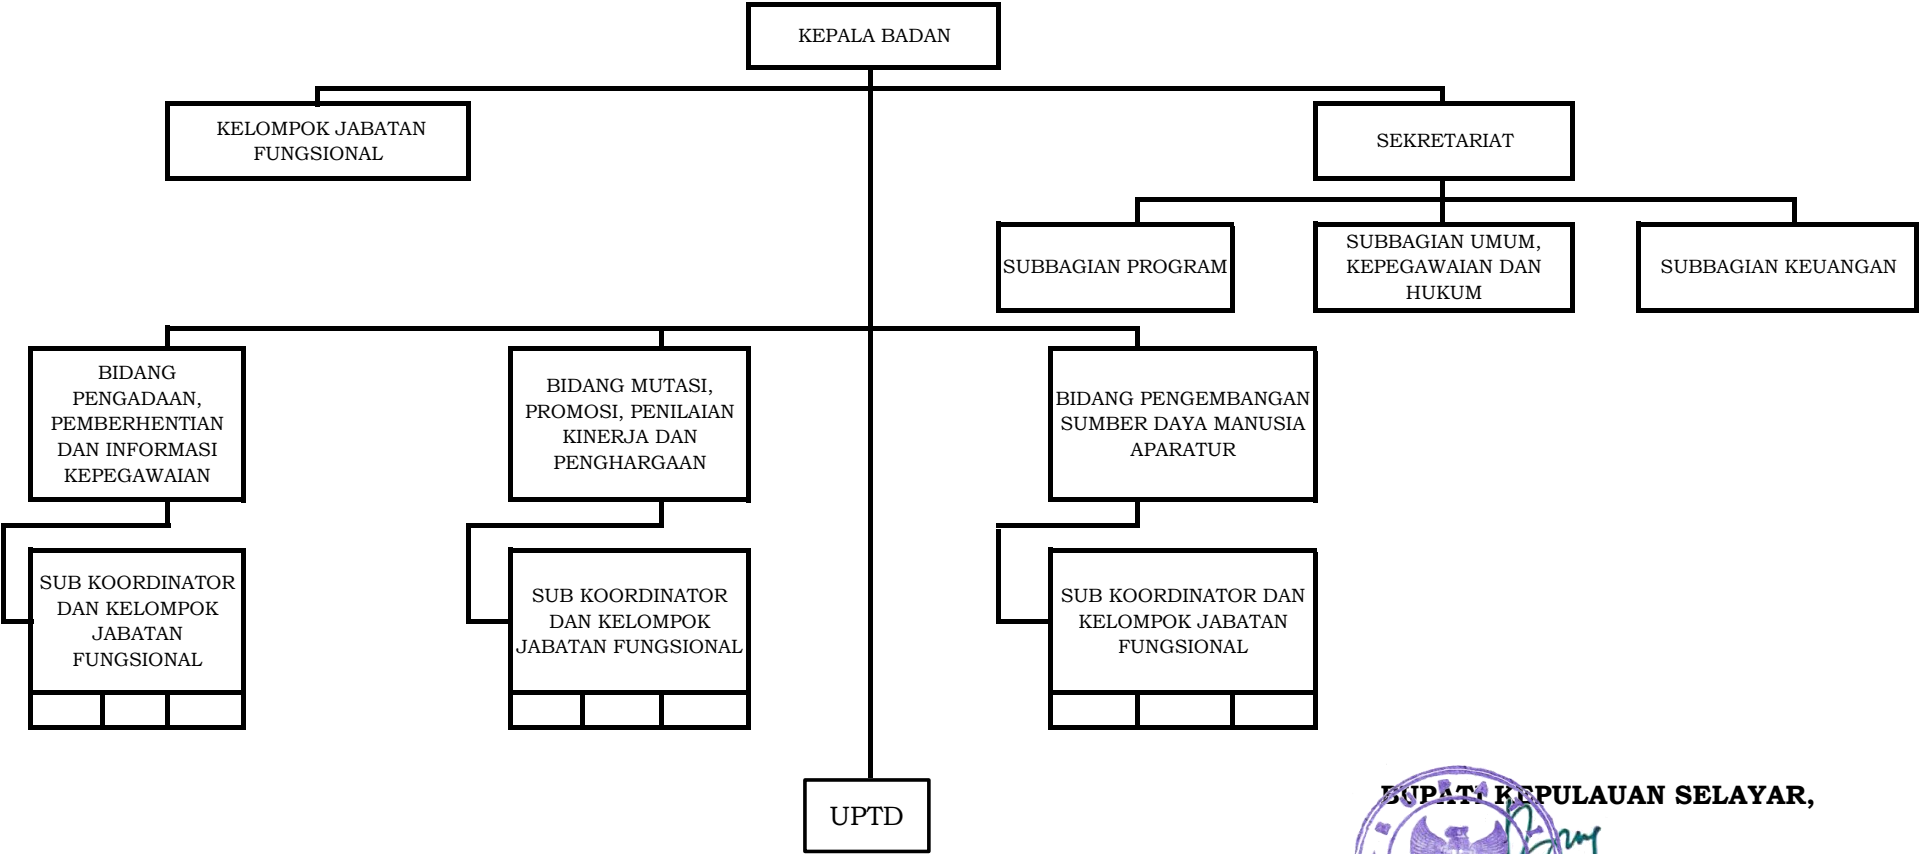 KEPALA BADAN
KELOMPOK JABATAN
FUNGSIONAL
SEKRETARIAT
SUBBAGIAN PROGRAM
SUBBAGIAN UMUM,
KEPEGAWAIAN DAN
HUKUM
SUBBAGIAN KEUANGAN
BIDANG
PENGADAAN,
PEMBERHENTIAN
DAN INFORMASI
KEPEGAWAIAN
BIDANG MUTASI,
PROMOSI, PENILAIAN
KINERJA DAN
PENGHARGAAN
BIDANG PENGEMBANGAN
SUMBER DAYA MANUSIA
APARATUR
SUB KOORDINATOR
DAN KELOMPOK
JABATAN
FUNGSIONAL
SUB KOORDINATOR
DAN KELOMPOK
JABATAN FUNGSIONAL
SUB KOORDINATOR DAN
KELOMPOK JABATAN
FUNGSIONAL
UPTD
BUPATI KEPULAUAN SELAYAR,